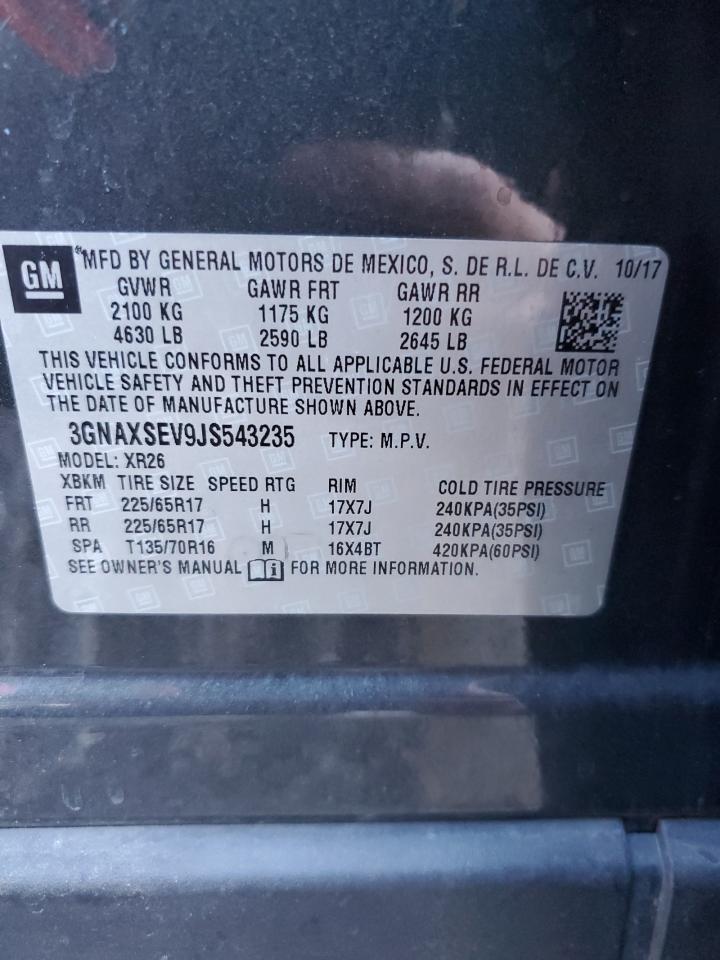 GM
MFD BY GENERAL MOTORS DE MEXICO, S. DE R.L. DE C.V. 10/17
GVWR GAWR FRT GAWR RR
2100 KG 1175 KG 1200 KG
4630 LB 2590 LB 2645 LB
THIS VEHICLE CONFORMS TO ALL APPLICABLE U.S. FEDERAL MOTOR
VEHICLE SAFETY AND THEFT PREVENTION STANDARDS IN EFFECT ON
THE DATE OF MANUFACTURE SHOWN ABOVE.
3GNAXSEV9JS543235 TYPE: M.P.V.
MODEL: XR26
XBKM TIRE SIZE SPEED RTG RIM COLD TIRE PRESSURE
FRT 225/65R17 H 17X7J 240KPA(35PSI)
RR 225/65R17 H 17X7J 240KPA(35PSI)
SPA T135/70R16 M 16X4BT 420KPA(60PSI)
SEE OWNER'S MANUAL FOR MORE INFORMATION.